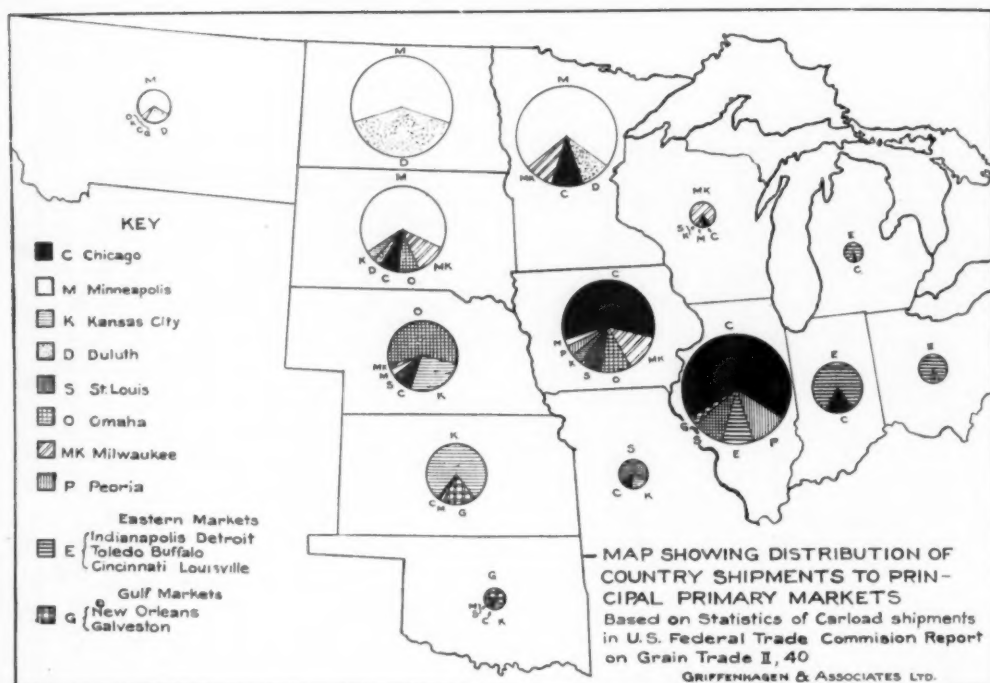 M
D
M
D
M
MK
C
D
MK
S
K
M
C
E
C
M
K
D
C
O
MK
C
M
P
K
S
O
MK
O
MK
M
S
C
K
C
G
S
E
P
E
C
E
K
C
M
G
S
C
K
G
M
S
C
K
KEY
C Chicago
M Minneapolis
K Kansas City
D Duluth
S St. Louis
O Omaha
MK Milwaukee
P Peoria
Eastern Markets
E { Indianapolis Detroit
Toledo Buffalo
Cincinnati Louisville
Gulf Markets
G { New Orleans
Galveston
MAP SHOWING DISTRIBUTION OF
COUNTRY SHIPMENTS TO PRIN-
CIPAL PRIMARY MARKETS
Based on Statistics of Carload shipments
in U.S. Federal Trade Commision Report
on Grain Trade II, 40
GRIFFENHAGEN & ASSOCIATES LTD.